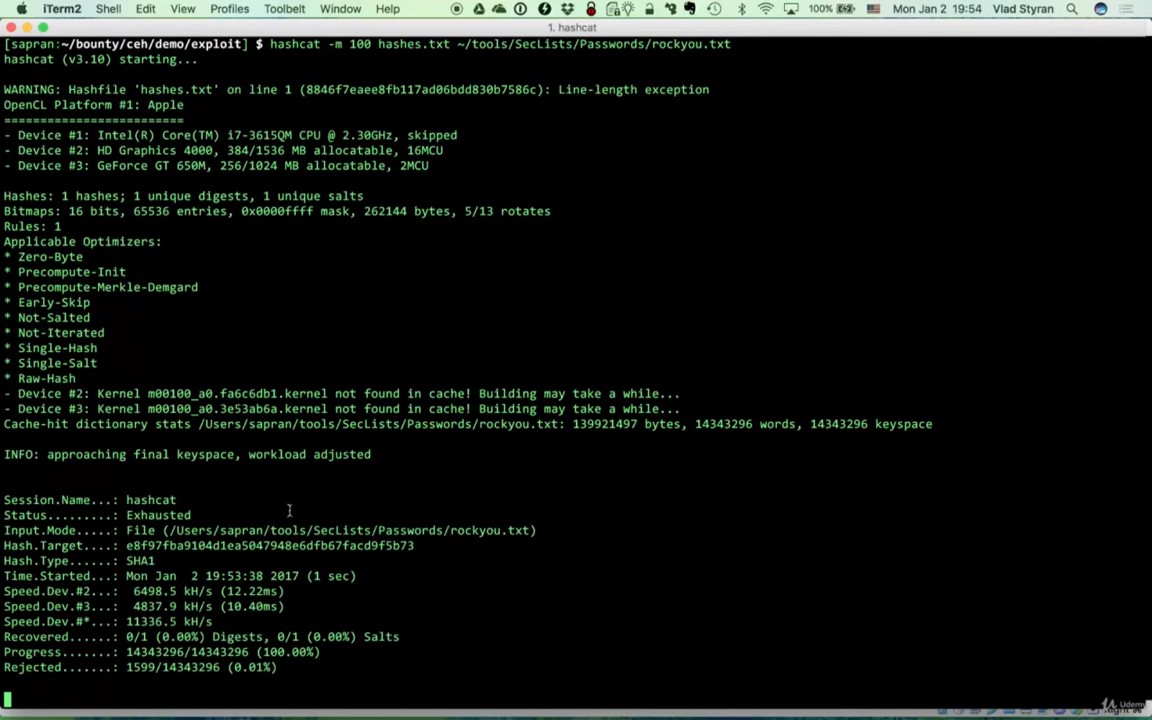 iTerm2 Shell Edit View Profiles Toolbelt Window Help 100% Mon Jan 2 19:54 Vlad Styran
1. hashcat
[sapran:~/bounty/ceh/demo/exploit] $ hashcat -m 100 hashes.txt ~/tools/SecLists/Passwords/rockyou.txt
hashcat (v3.10) starting...
WARNING: Hashfile 'hashes.txt' on line 1 (8846f7eaee8fb117ad06bdd830b7586c): Line-length exception
OpenCL Platform #1: Apple
=========================
- Device #1: Intel(R) Core(TM) i7-3615QM CPU @ 2.30GHz, skipped
- Device #2: HD Graphics 4000, 384/1536 MB allocatable, 16MCU
- Device #3: GeForce GT 650M, 256/1024 MB allocatable, 2MCU
Hashes: 1 hashes; 1 unique digests, 1 unique salts
Bitmaps: 16 bits, 65536 entries, 0x0000ffff mask, 262144 bytes, 5/13 rotates
Rules: 1
Applicable Optimizers:
* Zero-Byte
* Precompute-Init
* Precompute-Merkle-Demgard
* Early-Skip
* Not-Salted
* Not-Iterated
* Single-Hash
* Single-Salt
* Raw-Hash
- Device #2: Kernel m00100_a0.fa6c6db1.kernel not found in cache! Building may take a while...
- Device #3: Kernel m00100_a0.3e53ab6a.kernel not found in cache! Building may take a while...
Cache-hit dictionary stats /Users/sapran/tools/SecLists/Passwords/rockyou.txt: 139921497 bytes, 14343296 words, 14343296 keyspace
INFO: approaching final keyspace, workload adjusted
Session.Name...: hashcat
Status.........: Exhausted
Input.Mode.....: File (/Users/sapran/tools/SecLists/Passwords/rockyou.txt)
Hash.Target....: e8f97fba9104d1ea5047948e6dfb67facd9f5b73
Hash.Type......: SHA1
Time.Started...: Mon Jan  2 19:53:38 2017 (1 sec)
Speed.Dev.#2...:  6498.5 kH/s (12.22ms)
Speed.Dev.#3...:  4837.9 kH/s (10.40ms)
Speed.Dev.#*...: 11336.5 kH/s
Recovered......: 0/1 (0.00%) Digests, 0/1 (0.00%) Salts
Progress.......: 14343296/14343296 (100.00%)
Rejected.......: 1599/14343296 (0.01%)
Udemy